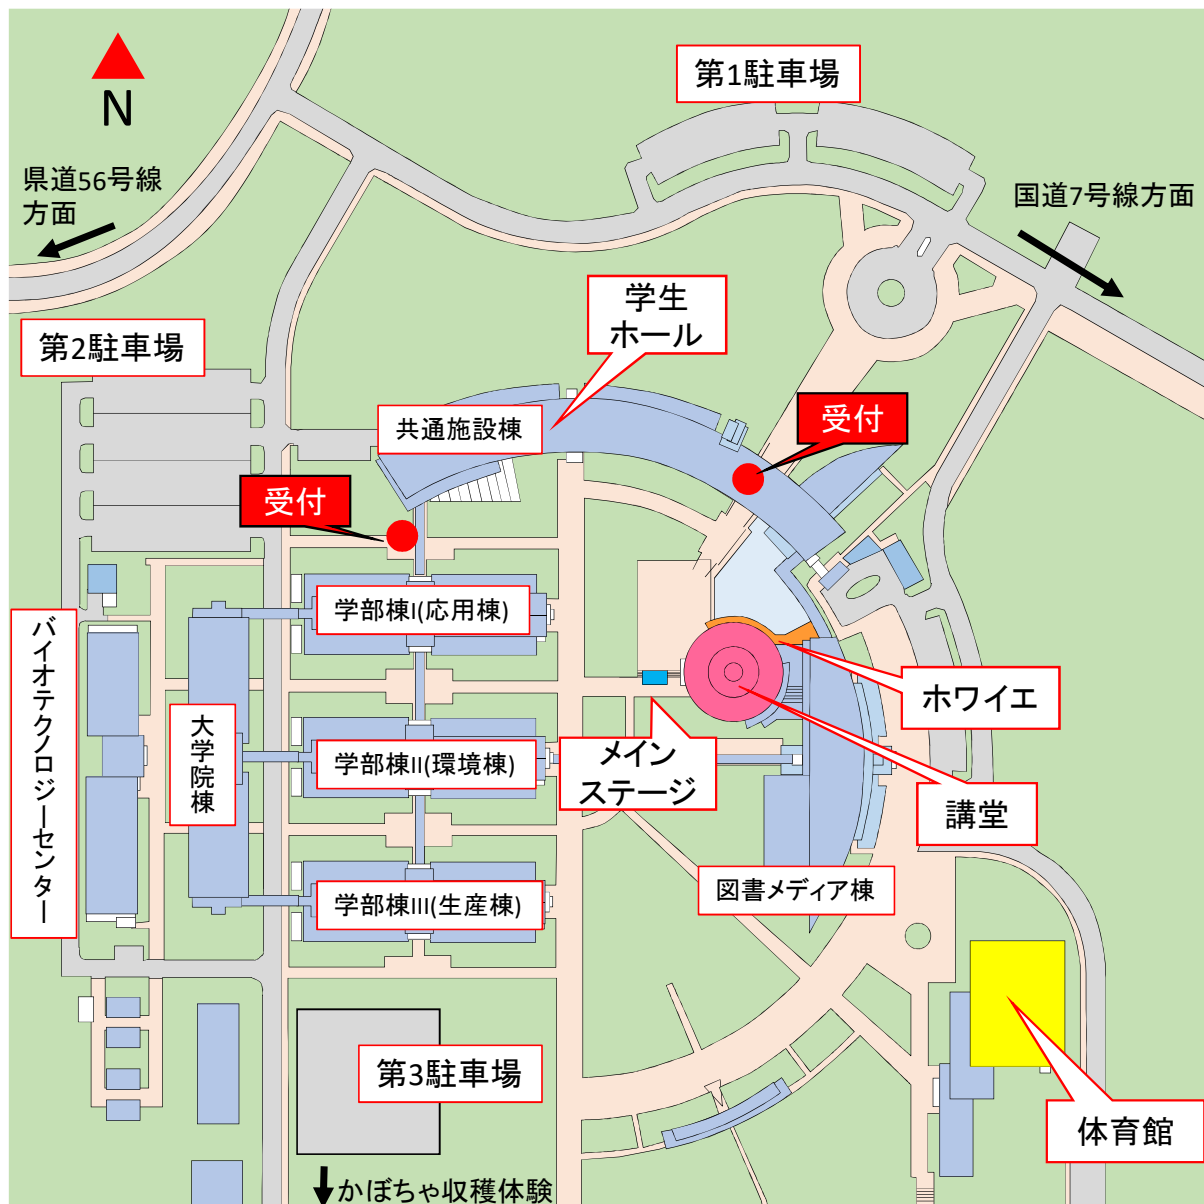 N
第1駐車場
県道56号線
方面
国道7号線方面
学生
ホール
第2駐車場
共通施設棟
受付
受付
学部棟I(応用棟)
バイオテクノロジーセンター
大学院棟
ホワイエ
学部棟II(環境棟)
メイン
ステージ
講堂
図書メディア棟
学部棟III(生産棟)
第3駐車場
体育館
かぼちゃ収穫体験